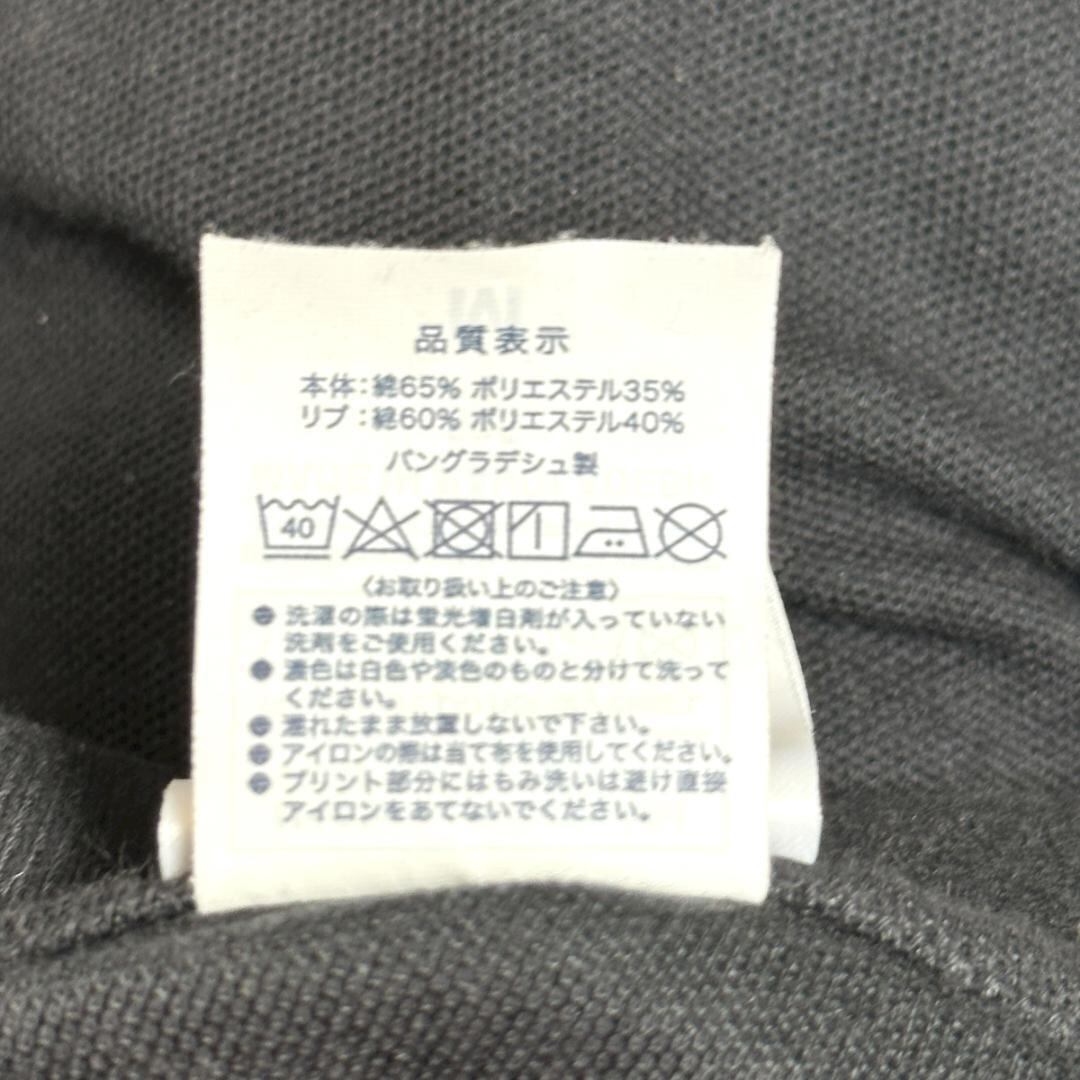 品質表示
本体:綿65% ポリエステル35%
リブ:綿60% ポリエステル40%
バングラデシュ製
40
〈お取り扱い上のご注意〉
● 洗濯の際は蛍光増白剤が入っていない
洗剤をご使用ください。
● 濃色は白色や淡色のものと分けて洗って
ください。
● 濡れたまま放置しないで下さい。
● アイロンの際は当て布を使用してください。
● プリント部分にはもみ洗いは避け直接
アイロンをあてないでください。